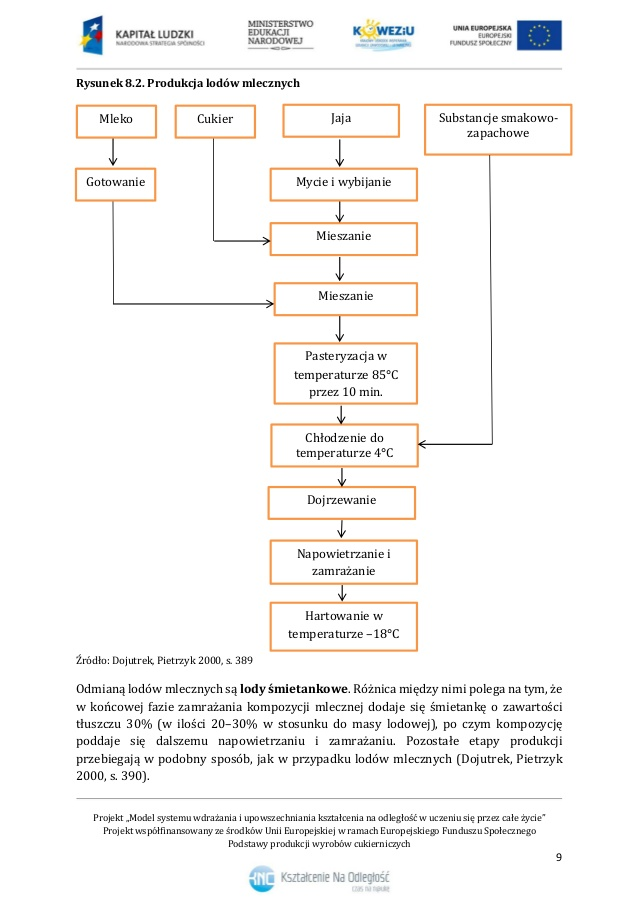 KAPITAŁ LUDZKI
NARODOWA STRATEGIA SPÓJNOŚCI
MINISTERSTWO
EDUKACJI
NARODOWEJ
KOWEZiU
UNIA EUROPEJSKA
EUROPEJSKI
FUNDUSZ SPOŁECZNY
Rysunek 8.2. Produkcja lodów mlecznych
Mleko
Cukier
Jaja
Substancje smakowo-
zapachowe
Gotowanie
Mycie i wybijanie
Mieszanie
Mieszanie
Pasteryzacja w
temperaturze 85°C
przez 10 min.
Chłodzenie do
temperaturze 4°C
Dojrzewanie
Napowietrzanie i
zamrażanie
Hartowanie w
temperaturze –18°C
Źródło: Dojutrek, Pietrzyk 2000, s. 389
Odmianą lodów mlecznych są lody śmietankowe. Różnica między nimi polega na tym, że
w końcowej fazie zamrażania kompozycji mlecznej dodaje się śmietankę o zawartości
tłuszczu 30% (w ilości 20–30% w stosunku do masy lodowej), po czym kompozycję
poddaje się dalszemu napowietrzaniu i zamrażaniu. Pozostałe etapy produkcji
przebiegają w podobny sposób, jak w przypadku lodów mlecznych (Dojutrek, Pietrzyk
2000, s. 390).
Projekt „Model systemu wdrażania i upowszechniania kształcenia na odległość w uczeniu się przez całe życie”
Projekt współfinansowany ze środków Unii Europejskiej w ramach Europejskiego Funduszu Społecznego
Podstawy produkcji wyrobów cukierniczych
9
KNO Kształcenie Na Odległość
czas na naukę